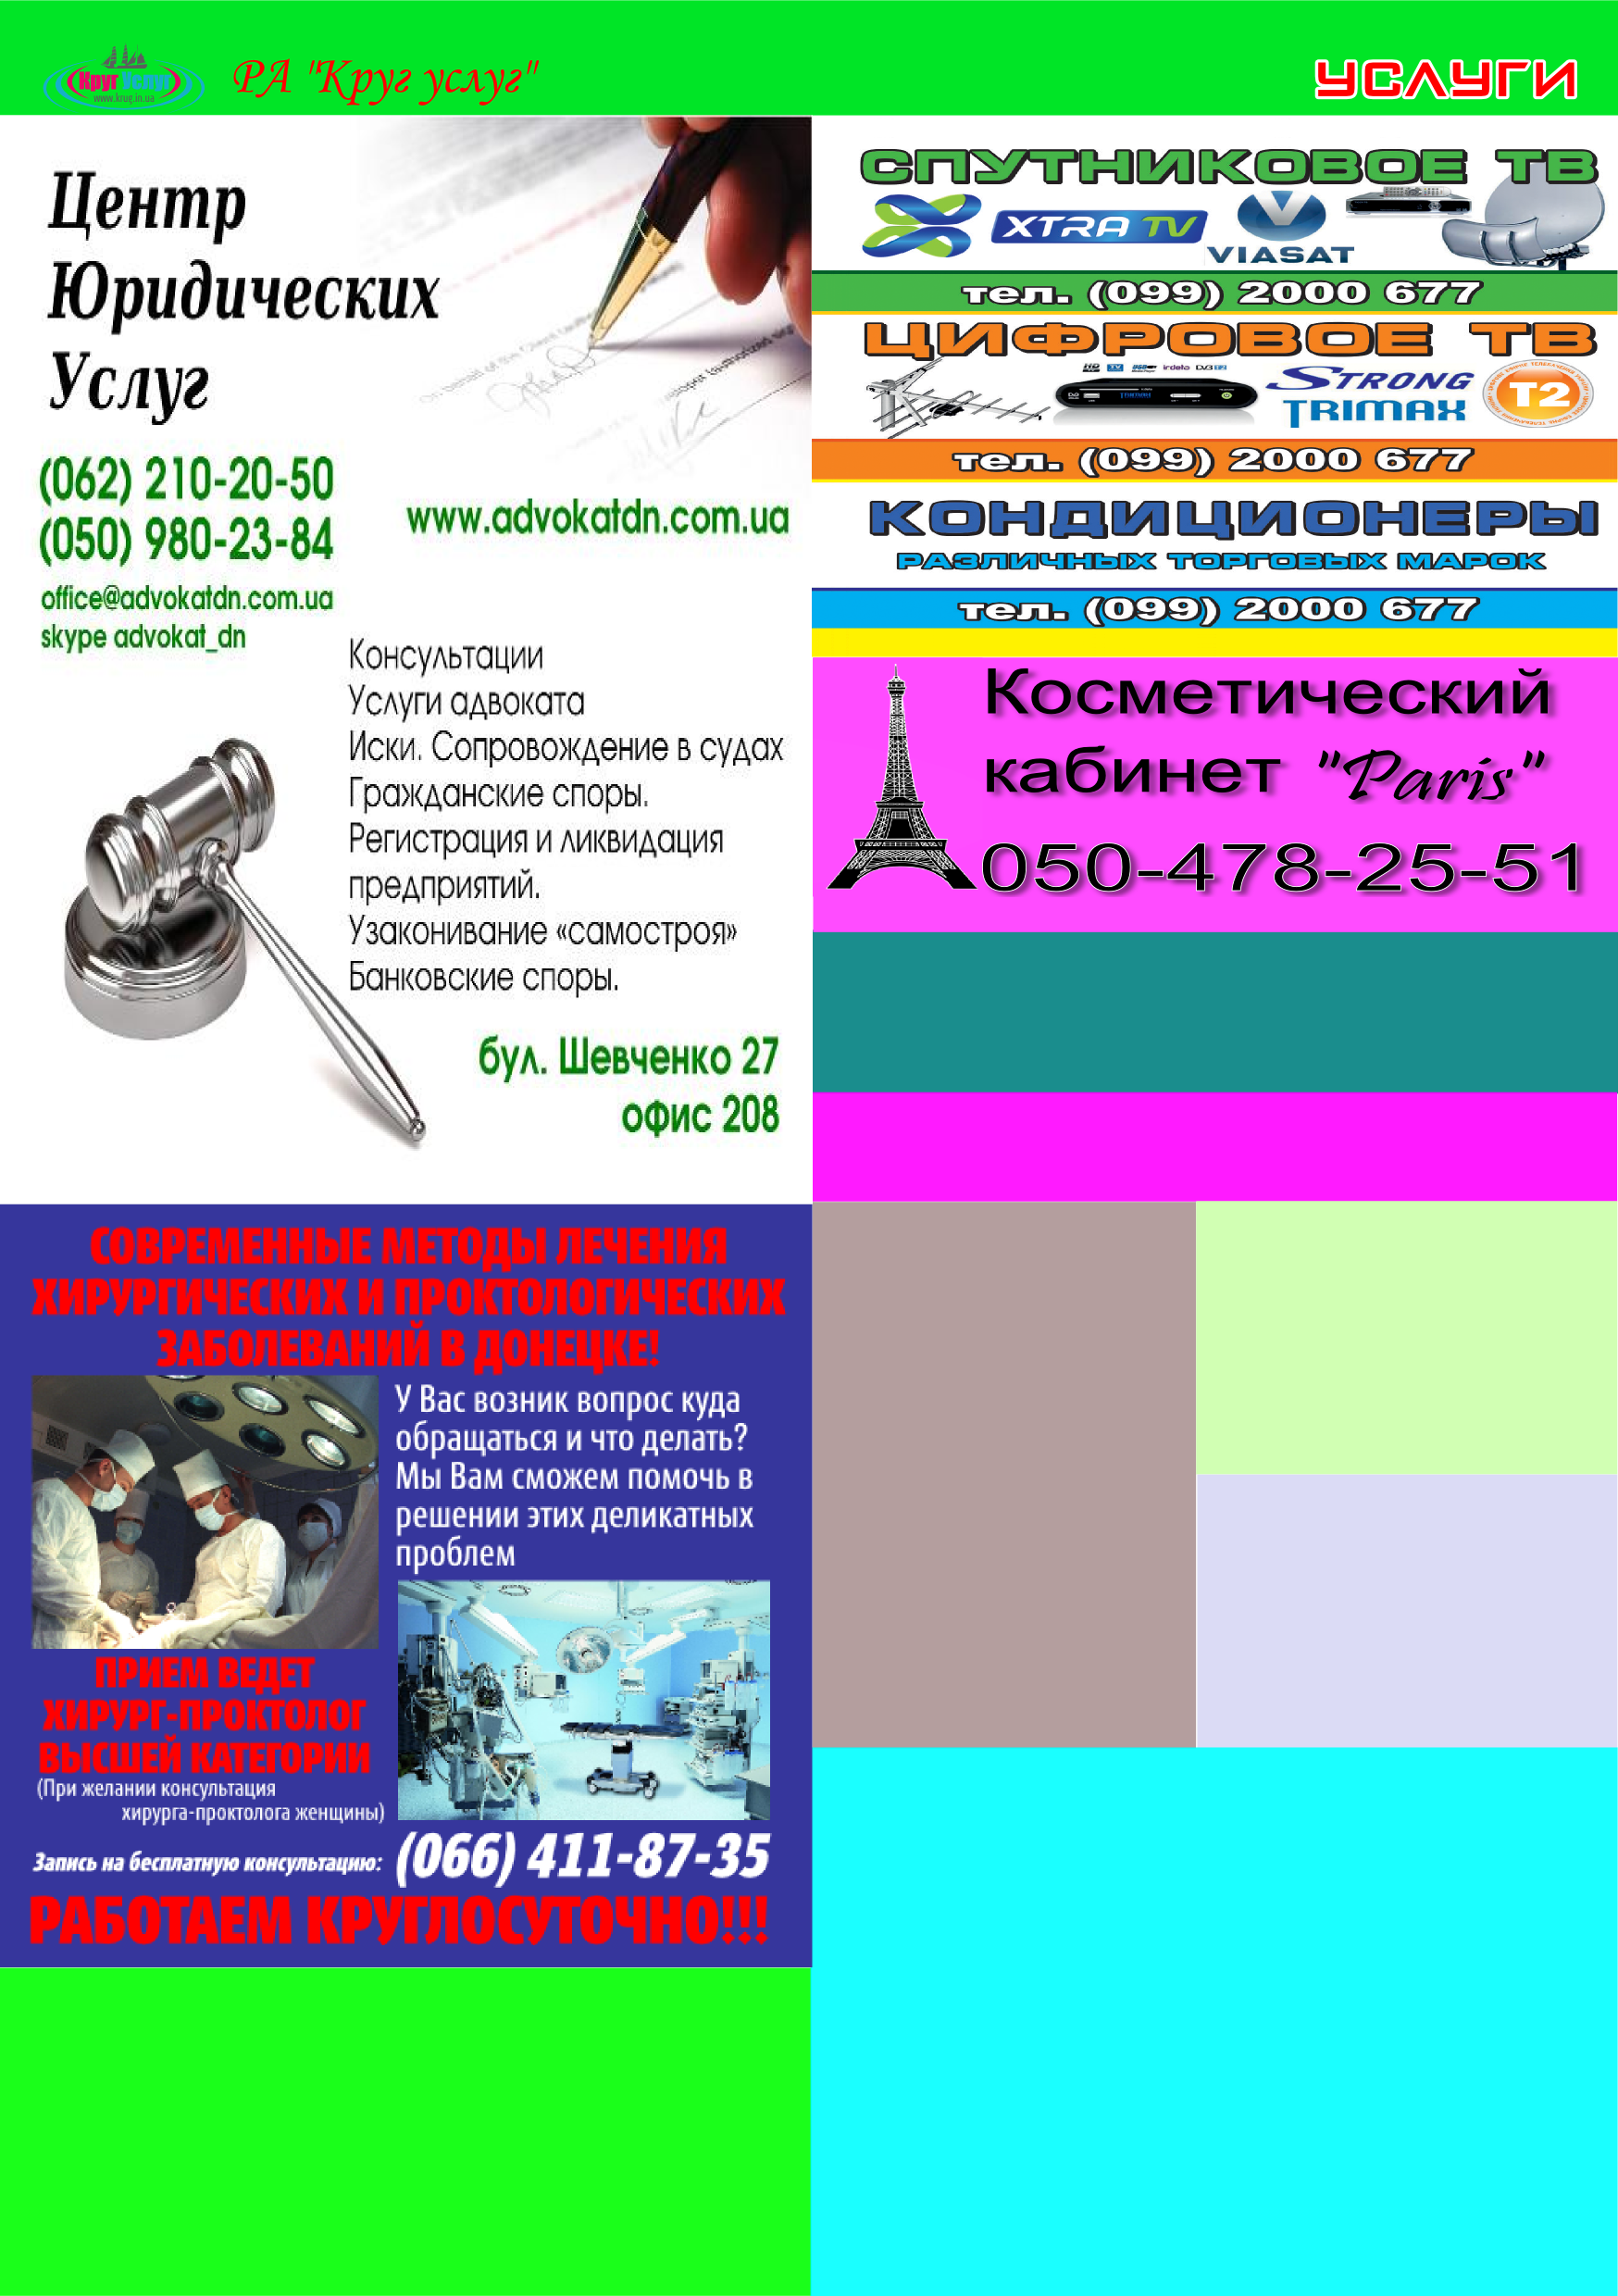 Круг Услуг
www.krug.in.ua
РА "Круг услуг"
УСЛУГИ
Центр
Юридических
Услуг
(062) 210-20-50
(050) 980-23-84
www.advokatdn.com.ua
office@advokatdn.com.ua
skype advokat_dn
Консультации
Услуги адвоката
Иски. Сопровождение в судах
Гражданские споры.
Регистрация и ликвидация
предприятий.
Узаконивание «самостроя»
Банковские споры.
бул. Шевченко 27
офис 208
СПУТНИКОВОЕ ТВ
XTRA TV
VIASAT
тел. (099) 2000 677
ЦИФРОВОЕ ТВ
STRONG
TRIMAX
T2
тел. (099) 2000 677
КОНДИЦИОНЕРЫ
РАЗЛИЧНЫХ ТОРГОВЫХ МАРОК
тел. (099) 2000 677
Косметический
кабинет "Paris"
050-478-25-51
СОВРЕМЕННЫЕ МЕТОДЫ ЛЕЧЕНИЯ
ХИРУРГИЧЕСКИХ И ПРОКТОЛОГИЧЕСКИХ
ЗАБОЛЕВАНИЙ В ДОНЕЦКЕ!
У Вас возник вопрос куда
обращаться и что делать?
Мы Вам сможем помочь в
решении этих деликатных
проблем
ПРИЕМ ВЕДЕТ
ХИРУРГ-ПРОКТОЛОГ
ВЫСШЕЙ КАТЕГОРИИ
(При желании консультация
хирурга-проктолога женщины)
Запись на бесплатную консультацию: (066) 411-87-35
РАБОТАЕМ КРУГЛОСУТОЧНО!!!